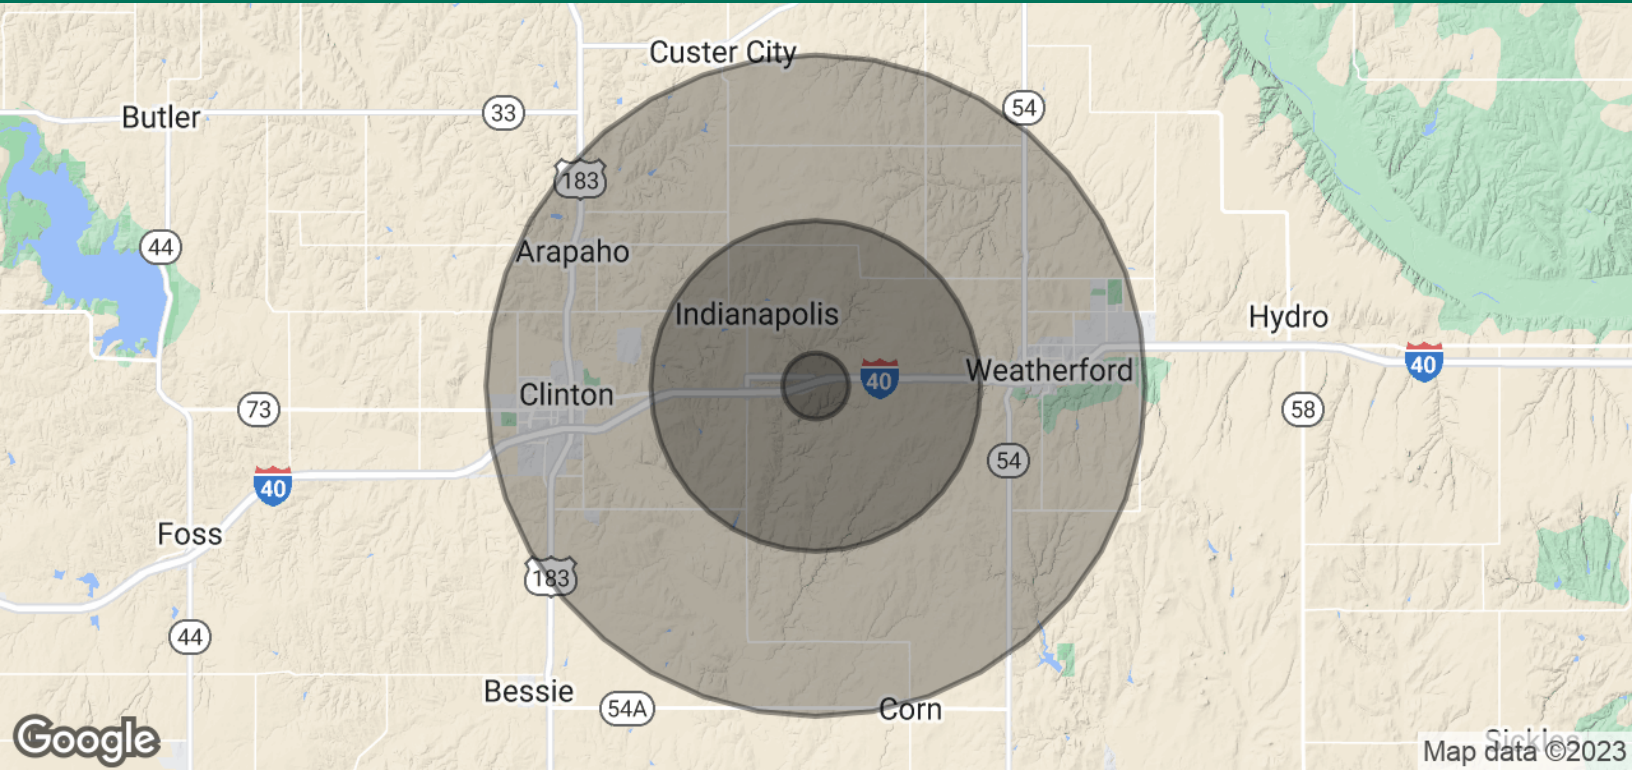 Custer City
54
Butler
33
183
44
Arapaho
Indianapolis
Hydro
40
Weatherford
40
Clinton
73
58
54
40
Foss
183
44
Bessie
54A
Corn
Google
Sickles
Map data ©2023